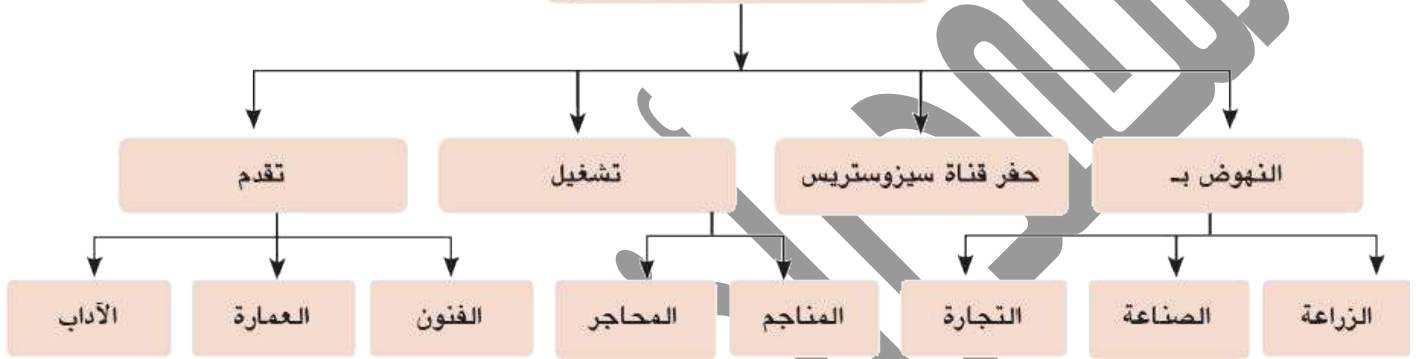 النهوض بـ
حفر قناة سيزوستريس
تشغيل
تقدم
الزراعة
الصناعة
التجارة
المناجم
المحاجر
الفنون
العمارة
الآداب